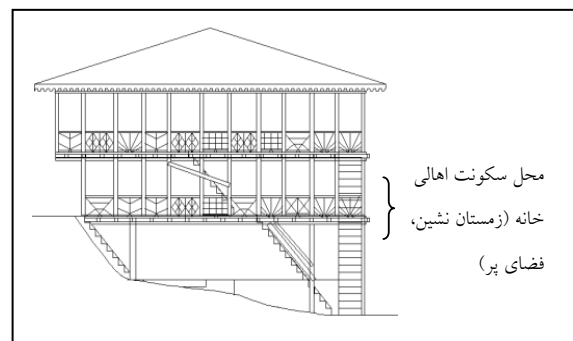 محل سکونت اهالی
خانه (زمستان نشین،
فضای پر)